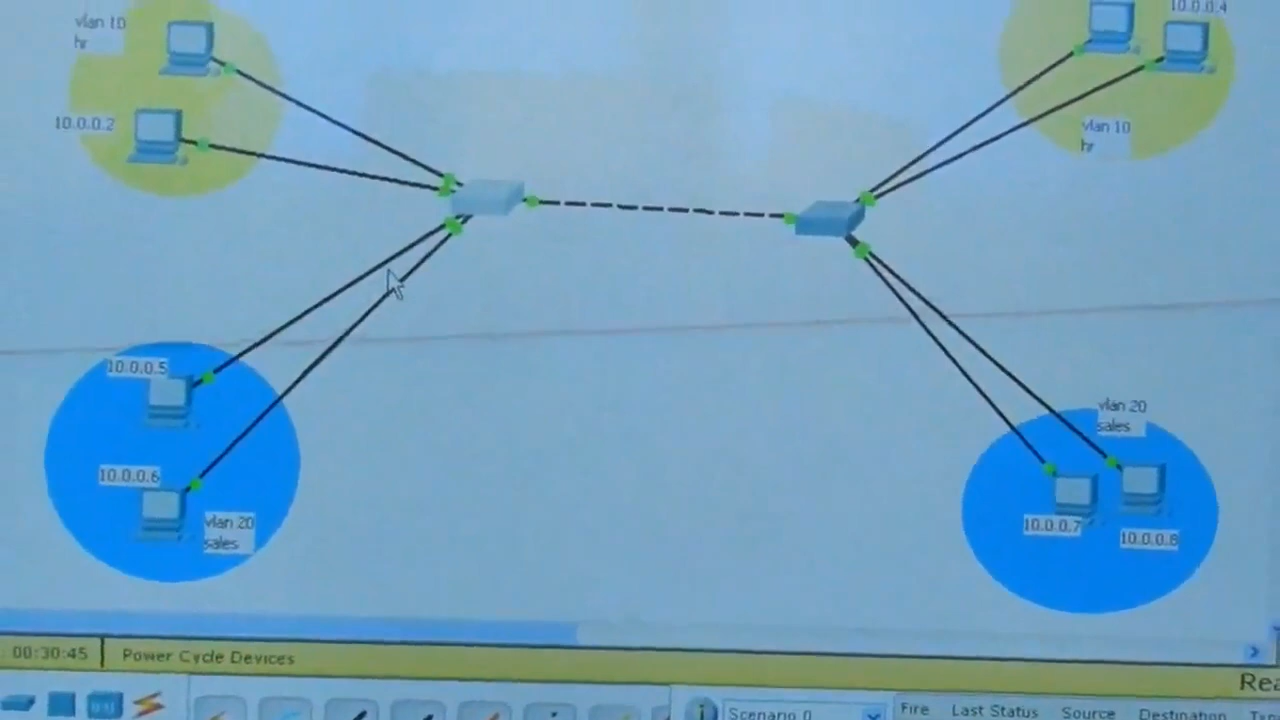 vlan 10
hr
10.0.0.2
10.0.0.4
vlan 10
hr
10.0.0.5
10.0.0.6
vlan 20
sales
vlan 20
sales
10.0.0.7
10.0.0.8
00:30:45
Power Cycle Devices
Scenario 0
Fire
Last Status
Source
Destination